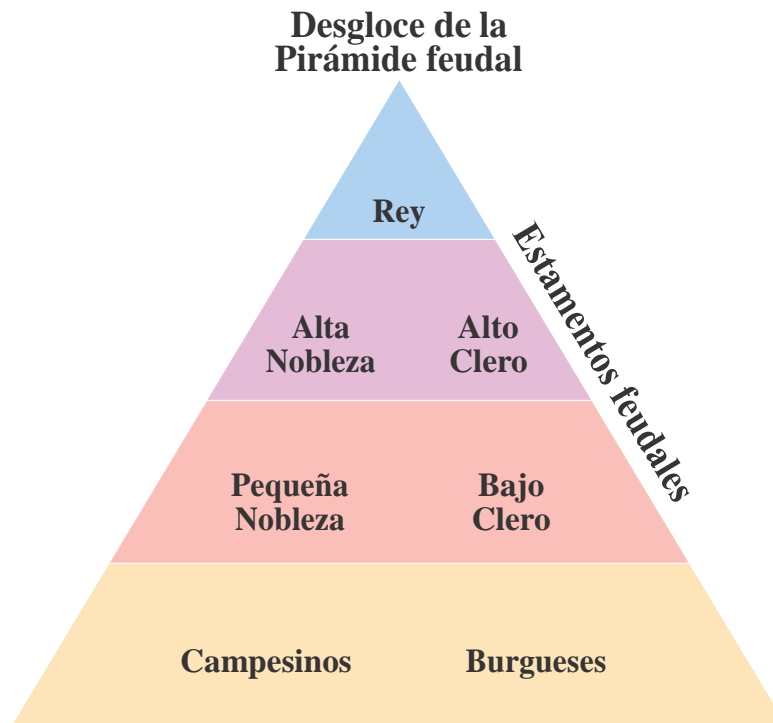 Desgloce de la
Pirámide feudal
Rey
Estamentos feudales
Alta
Nobleza
Alto
Clero
Pequeña
Nobleza
Bajo
Clero
Campesinos
Burgueses